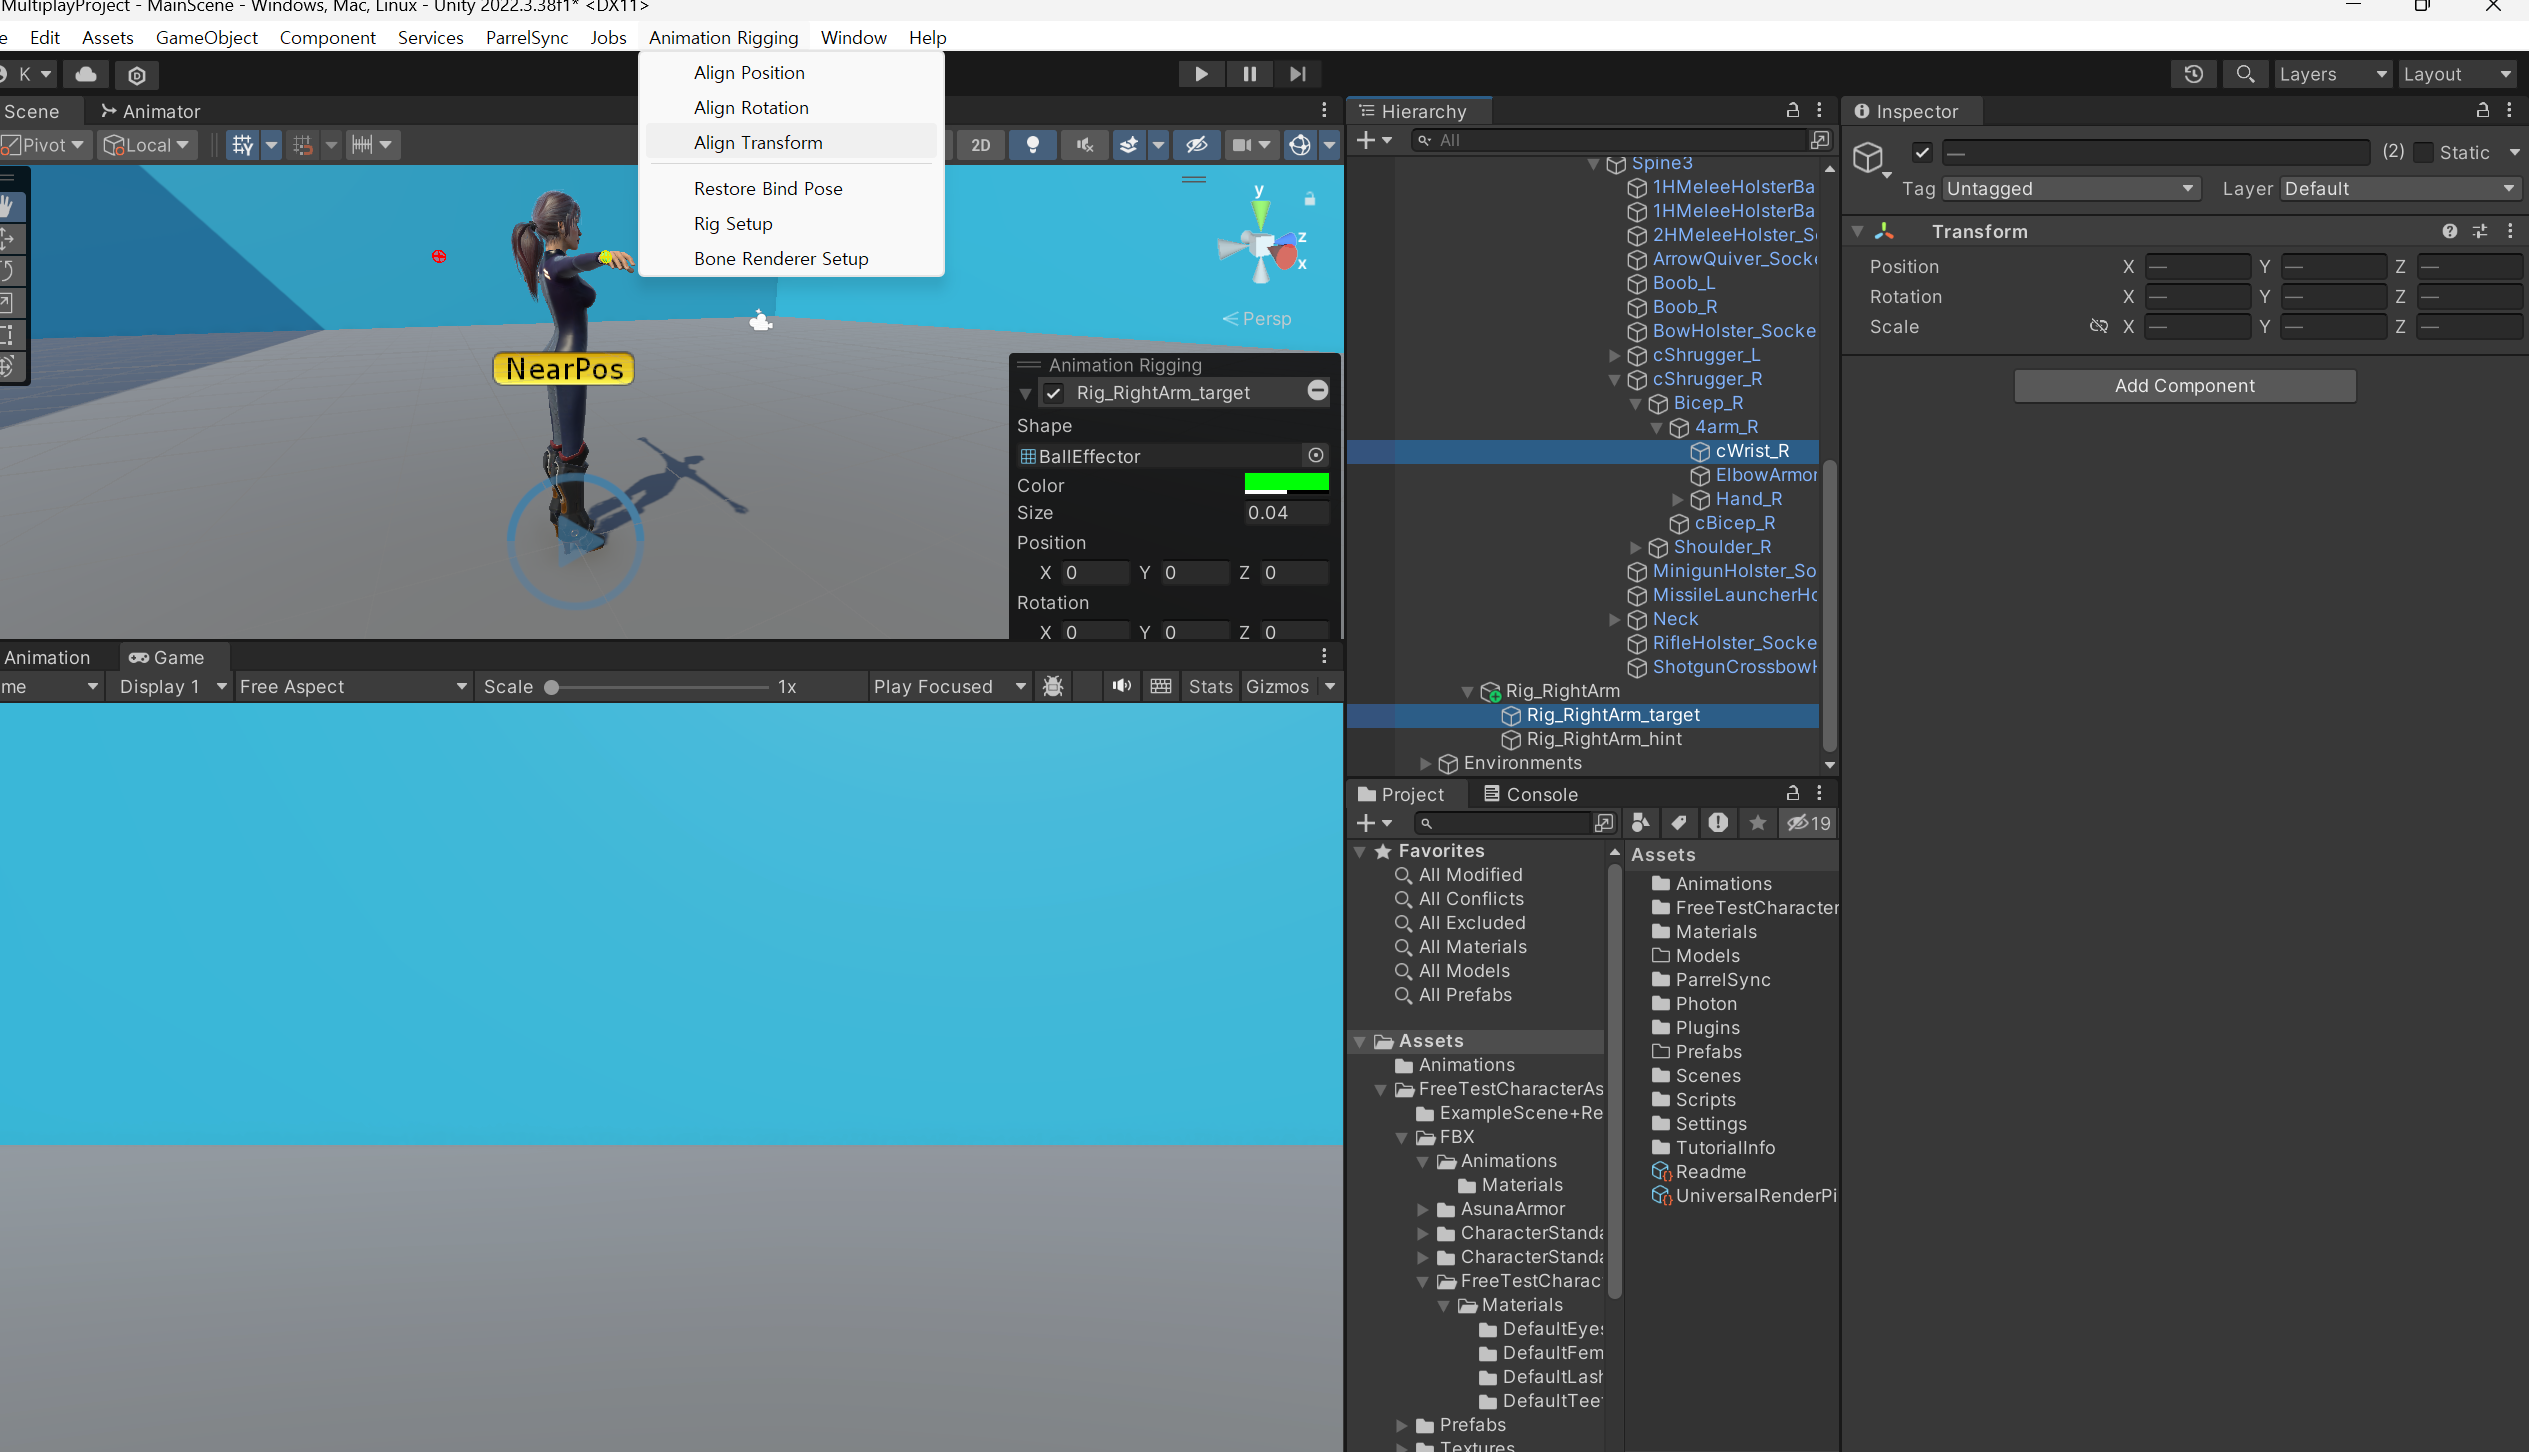 MultiplayProject - MainScene - Windows, Mac, Linux - Unity 2022.3.38f1* <DX11>
e Edit Assets GameObject Component Services ParrelSync Jobs Animation Rigging Window Help
K
Layers
Layout
Align Position
Align Rotation
Align Transform
Restore Bind Pose
Rig Setup
Bone Renderer Setup
Scene
Animator
Pivot
Local
2D
y
z
x
Persp
NearPos
Animation Rigging
Rig_RightArm_target
Shape
BallEffector
Color
Size
0.04
Position
X 0 Y 0 Z 0
Rotation
X 0 Y 0 Z 0
Animation
Game
me
Display 1
Free Aspect
Scale
1x
Play Focused
Stats
Gizmos
Hierarchy
All
Spine3
1HMeleeHolsterBa
1HMeleeHolsterBa
2HMeleeHolster_S
ArrowQuiver_Socke
Boob_L
Boob_R
BowHolster_Socke
cShrugger_L
cShrugger_R
Bicep_R
4arm_R
cWrist_R
ElbowArmor
Hand_R
cBicep_R
Shoulder_R
MinigunHolster_So
MissileLauncherHo
Neck
RifleHolster_Socke
ShotgunCrossbowH
Rig_RightArm
Rig_RightArm_target
Rig_RightArm_hint
Environments
Project
Console
19
Favorites
All Modified
All Conflicts
All Excluded
All Materials
All Models
All Prefabs
Assets
Animations
FreeTestCharacterAs
ExampleScene+Re
FBX
Animations
Materials
AsunaArmor
CharacterStanda
CharacterStanda
FreeTestCharac
Materials
DefaultEyes
DefaultFem
DefaultLash
DefaultTee
Prefabs
Textures
Assets
Animations
FreeTestCharacter
Materials
Models
ParrelSync
Photon
Plugins
Prefabs
Scenes
Scripts
Settings
TutorialInfo
Readme
UniversalRenderPi
Inspector
—
(2)
Static
Tag Untagged
Layer Default
Transform
Position X — Y — Z —
Rotation X — Y — Z —
Scale X — Y — Z —
Add Component